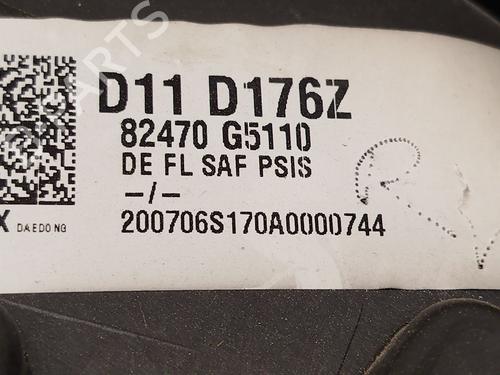 D11 D176Z
82470 G5110
DE FL SAF PSIS
–/–
200706S170A0000744
X DAEDONG
R